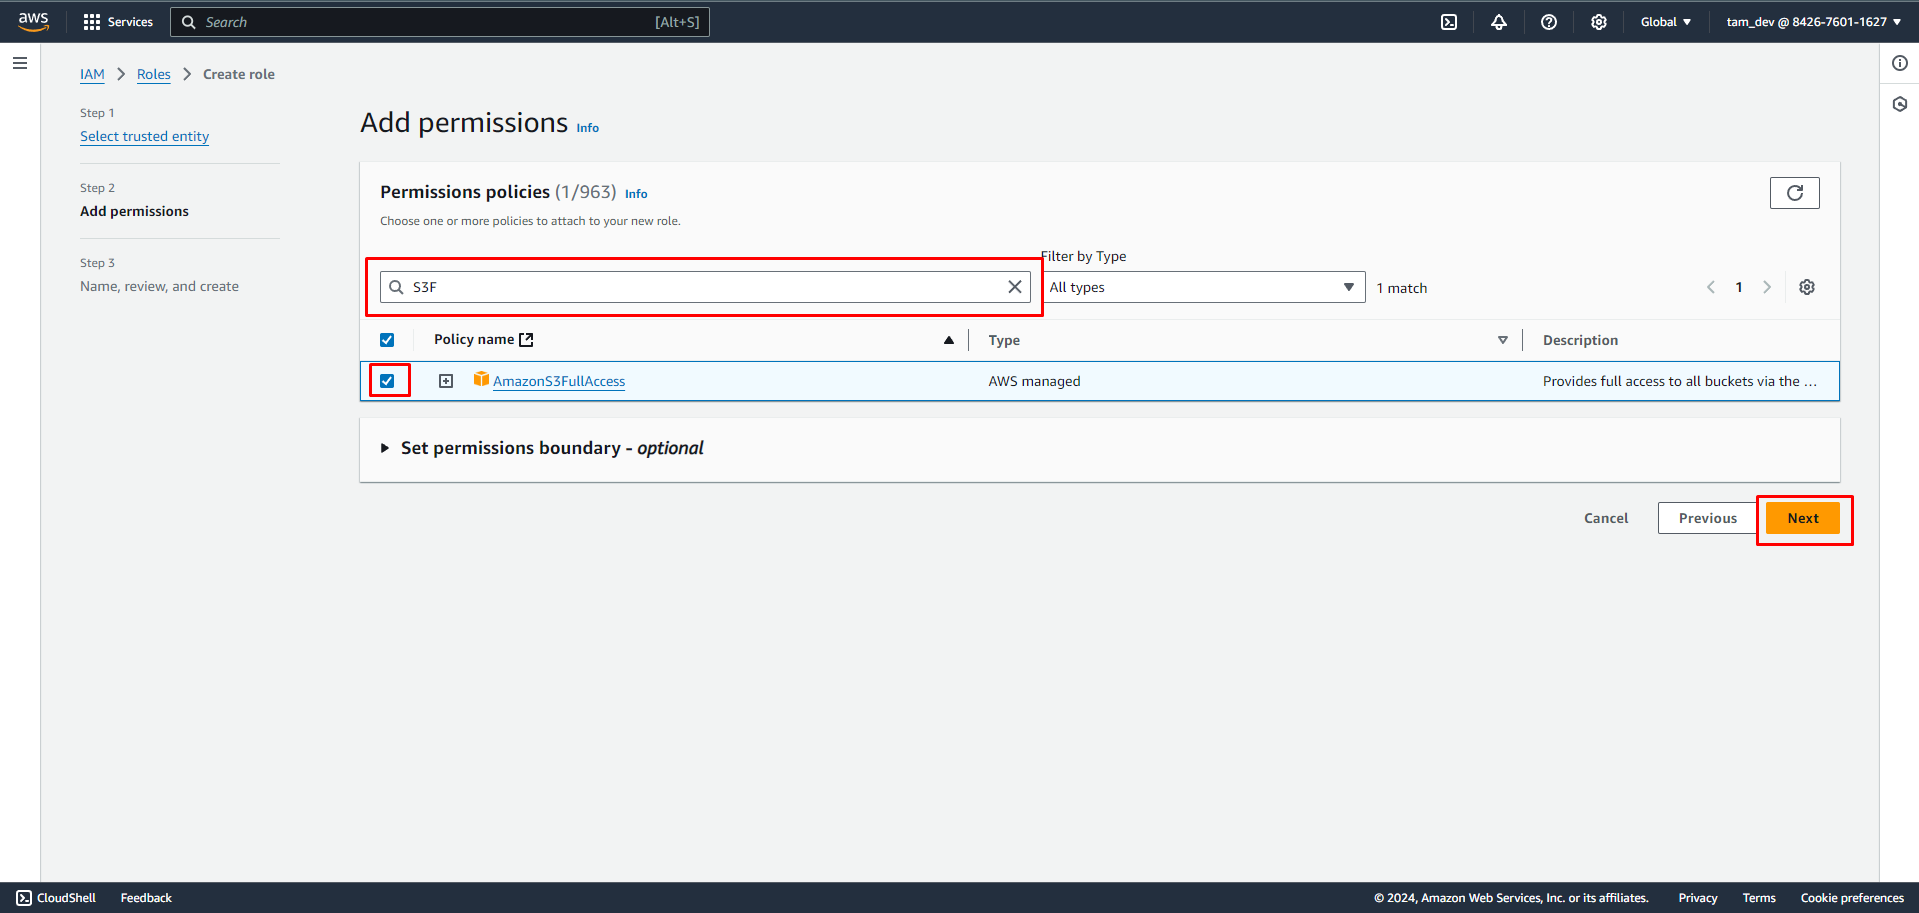 aws
Services
Search
[Alt+S]
Global
tam_dev @ 8426-7601-1627
IAM
Roles
Create role
Step 1
Select trusted entity
Step 2
Add permissions
Step 3
Name, review, and create
Add permissions
Info
Permissions policies (1/963) Info
Choose one or more policies to attach to your new role.
Filter by Type
S3F
All types
1 match
1
Policy name
Type
Description
AmazonS3FullAccess
AWS managed
Provides full access to all buckets via the …
Set permissions boundary - optional
Cancel
Previous
Next
CloudShell
Feedback
© 2024, Amazon Web Services, Inc. or its affiliates.
Privacy
Terms
Cookie preferences